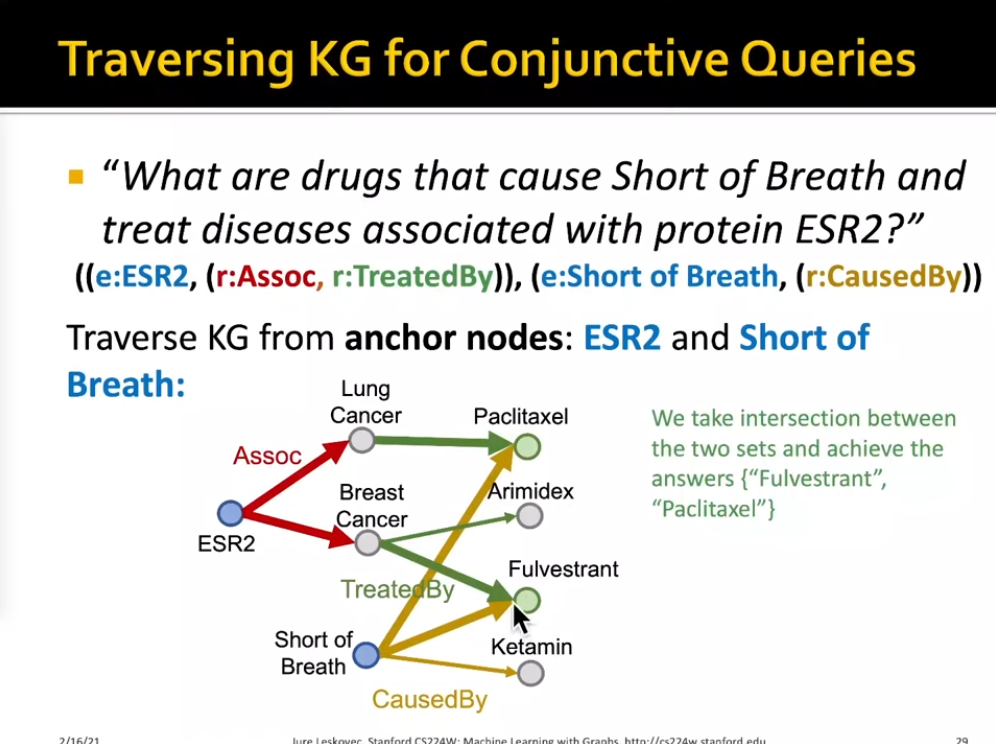 Traversing KG for Conjunctive Queries
"What are drugs that cause Short of Breath and
treat diseases associated with protein ESR2?"
((e:ESR2, (r:Assoc, r:TreatedBy)), (e:Short of Breath, (r:CausedBy))
Traverse KG from anchor nodes: ESR2 and Short of
Breath:
Lung
Cancer
Paclitaxel
We take intersection between
the two sets and achieve the
answers {"Fulvestrant",
"Paclitaxel"}
Assoc
Breast
Cancer
Arimidex
ESR2
Fulvestrant
TreatedBy
Short of
Breath
Ketamin
CausedBy
2/16/21
Jure Leskovec, Stanford CS224W: Machine Learning with Graphs, http://cs224w.stanford.edu
29